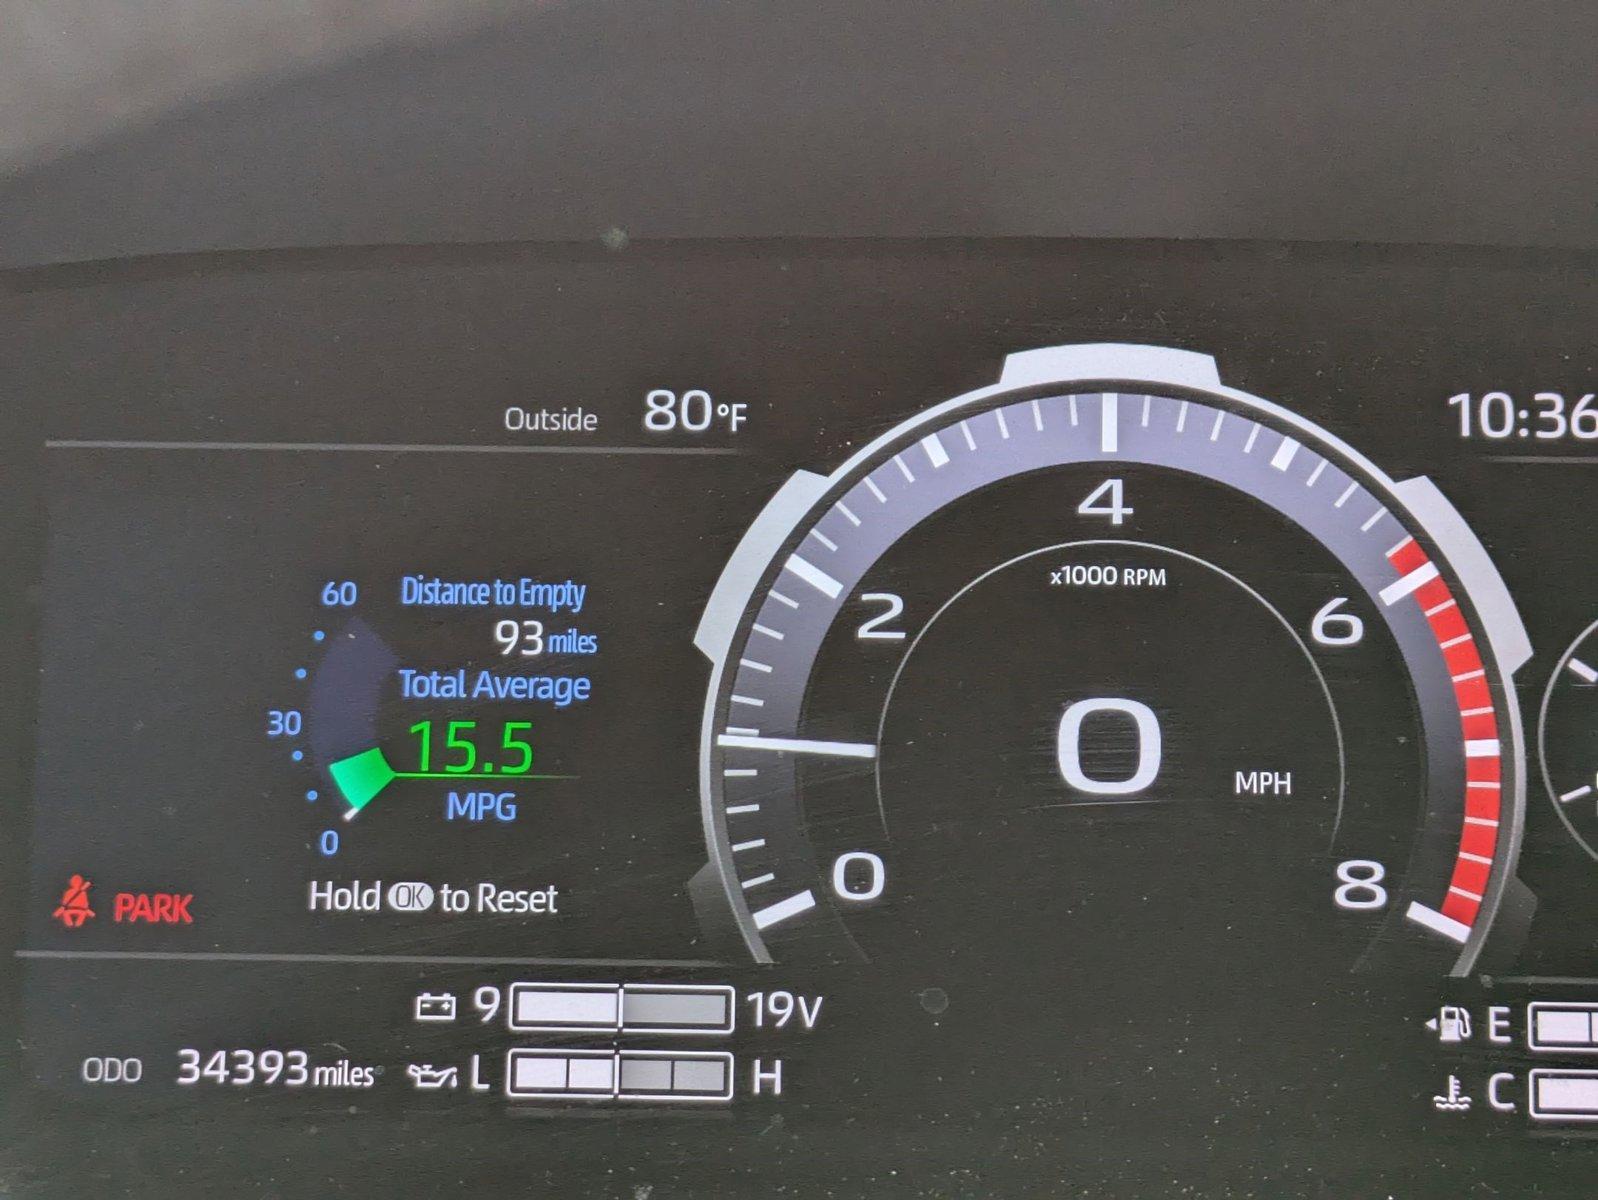 Outside 80°F
10:36
60
Distance to Empty
93 miles
Total Average
30
15.5
MPG
0
Hold OK to Reset
PARK
4
x1000 RPM
2
6
0
MPH
0
8
9 19V
ODO 34393 miles
L H
E
C